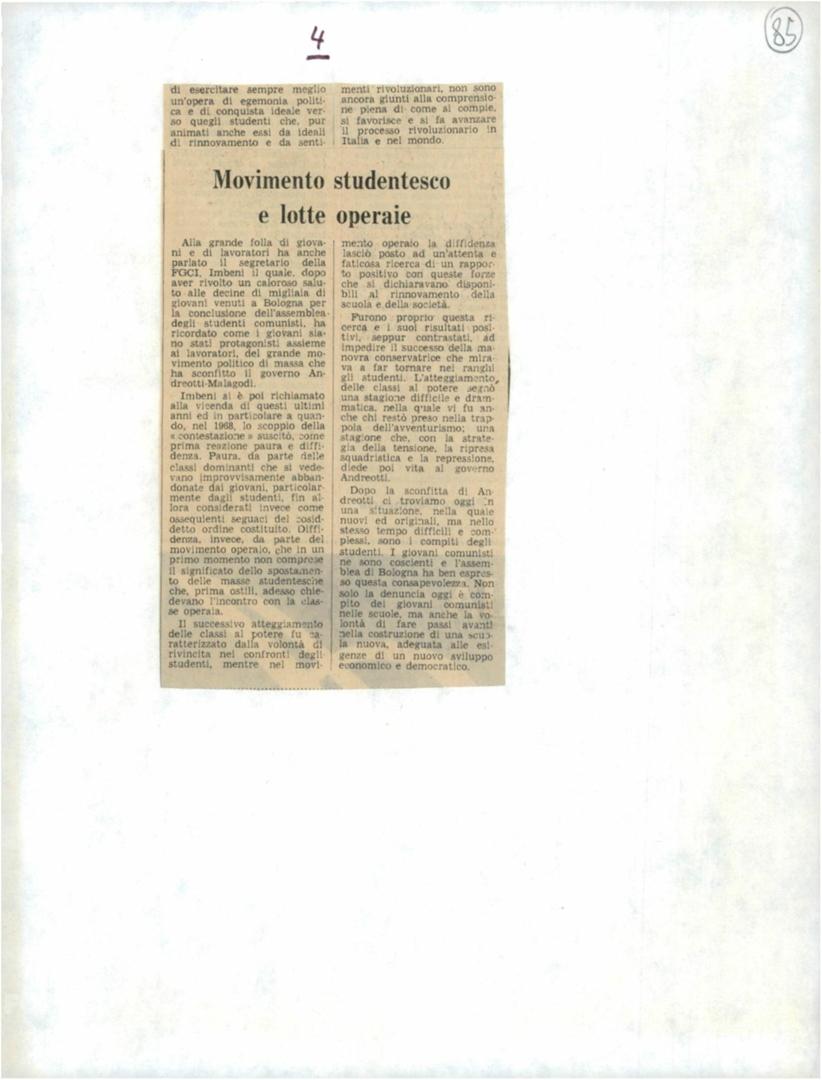 4
85
di esercitare sempre meglio
un'opera di egemonia politi-
ca e di conquista ideale ver-
so quegli studenti che, pur
animati anche essi da ideali
di rinnovamento e da senti-
menti rivoluzionari, non sono
ancora giunti alla comprensio-
ne piena di come si compie,
si favorisce e si fa avanzare
il processo rivoluzionario in
Italia e nel mondo.
Movimento studentesco
e lotte operaie
Alla grande folla di giova-
ni e di lavoratori ha anche
parlato il segretario della
FGCI, Imbeni il quale, dopo
aver rivolto un caloroso salu-
to alle decine di migliaia di
giovani venuti a Bologna per
la conclusione dell'assemblea
degli studenti comunisti, ha
ricordato come i giovani sia-
no stati protagonisti assieme
ai lavoratori, del grande mo-
vimento politico di massa che
ha sconfitto il governo An-
dreotti-Malagodi.
Imbeni si è poi richiamato
alla vicenda di questi ultimi
anni ed in particolare a quan-
do, nel 1968, lo scoppio della
« contestazione » suscitò, come
prima reazione paura e diffi-
denza. Paura, da parte delle
classi dominanti che si vede-
vano improvvisamente abban-
donate dai giovani, particolar-
mente dagli studenti, fin al-
lora considerati invece come
ossequienti seguaci del cosid-
detto ordine costituito. Diffi-
denza, invece, da parte del
movimento operaio, che in un
primo momento non comprese
il significato dello spostamen-
to delle masse studentesche
che, prima ostili, adesso chie-
devano l'incontro con la clas-
se operaia.
Il successivo atteggiamento
delle classi al potere fu ca-
ratterizzato dalla volontà di
rivincita nei confronti degli
studenti, mentre nel movi-
mento operaio la diffidenza
lasciò posto ad un'attenta e
faticosa ricerca di un rappor-
to positivo con queste forze
che si dichiaravano disponi-
bili al rinnovamento della
scuola e della società.
Furono proprio questa ri-
cerca e i suoi risultati posi-
tivi, seppur contrastati, ad
impedire il successo della ma-
novra conservatrice che mira-
va a far tornare nei ranghi
gli studenti. L'atteggiamento
delle classi al potere segnò
una stagione difficile e dram-
matica, nella quale vi fu an-
che chi restò preso nella trap-
pola dell'avventurismo; una
stagione che, con la strate-
gia della tensione, la ripresa
squadristica e la repressione,
diede poi vita al governo
Andreotti.
Dopo la sconfitta di An-
dreotti ci troviamo oggi in
una situazione, nella quale
nuovi ed originali, ma nello
stesso tempo difficili e com-
plessi, sono i compiti degli
studenti. I giovani comunisti
ne sono coscienti e l'assem-
blea di Bologna ha ben espres-
so questa consapevolezza. Non
solo la denuncia oggi è com-
pito dei giovani comunisti
nelle scuole, ma anche la vo-
lontà di fare passi avanti
nella costruzione di una scuo-
la nuova, adeguata alle esi-
genze di un nuovo sviluppo
economico e democratico.